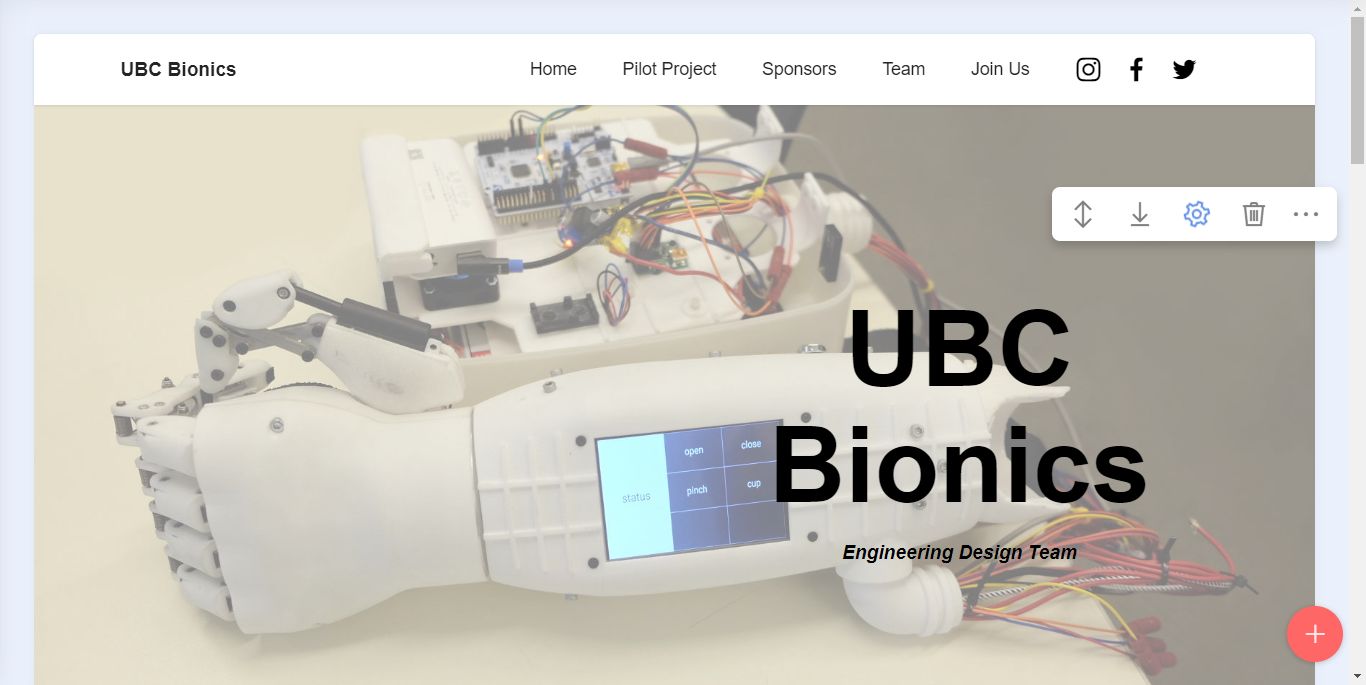 UBC Bionics
Home
Pilot Project
Sponsors
Team
Join Us
UBC
Bionics
Engineering Design Team
status
open
close
pinch
cup